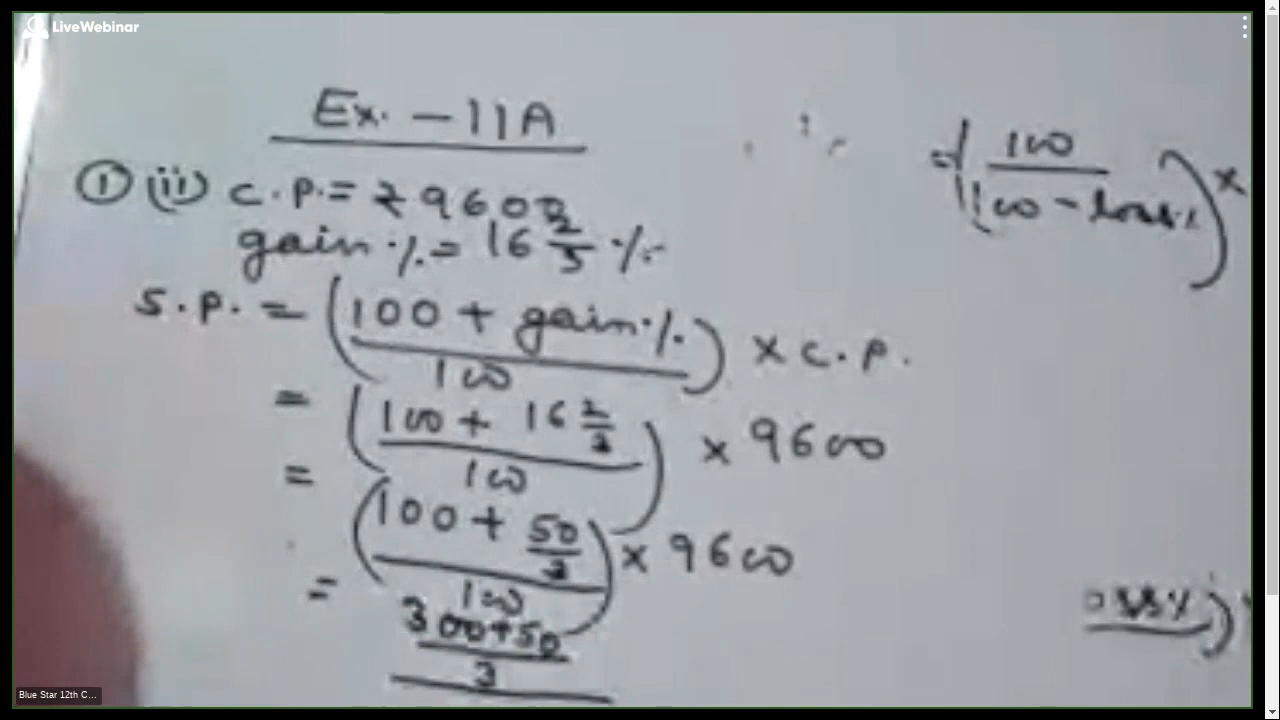 LiveWebinar
Ex. - 11A
① (ii) C.P. = ₹ 9600
gain % = 16 2/3 %
S.P. = (100 + gain % / 100) × C.P.
= (100 + 16 2/3 / 100) × 9600
= (100 + 50/3 / 100) × 9600
= 300+50 / 3
= (100 / 100 - loss %) ×
oss %)
Blue Star 12th C...